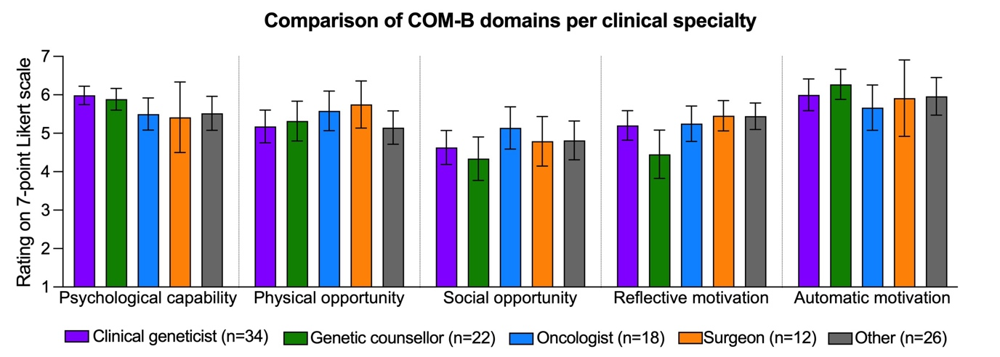 Comparison of COM-B domains per clinical specialty
Rating on 7-point Likert scale
7
6
5
4
3
2
1
Psychological capability Physical opportunity Social opportunity Reflective motivation Automatic motivation
Clinical geneticist (n=34) Genetic counsellor (n=22) Oncologist (n=18) Surgeon (n=12) Other (n=26)